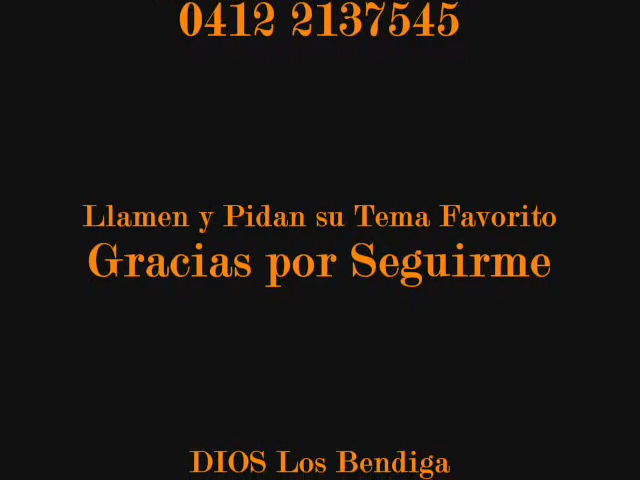 0412 2137545
Llamen y Pidan su Tema Favorito
Gracias por Seguirme
DIOS Los Bendiga